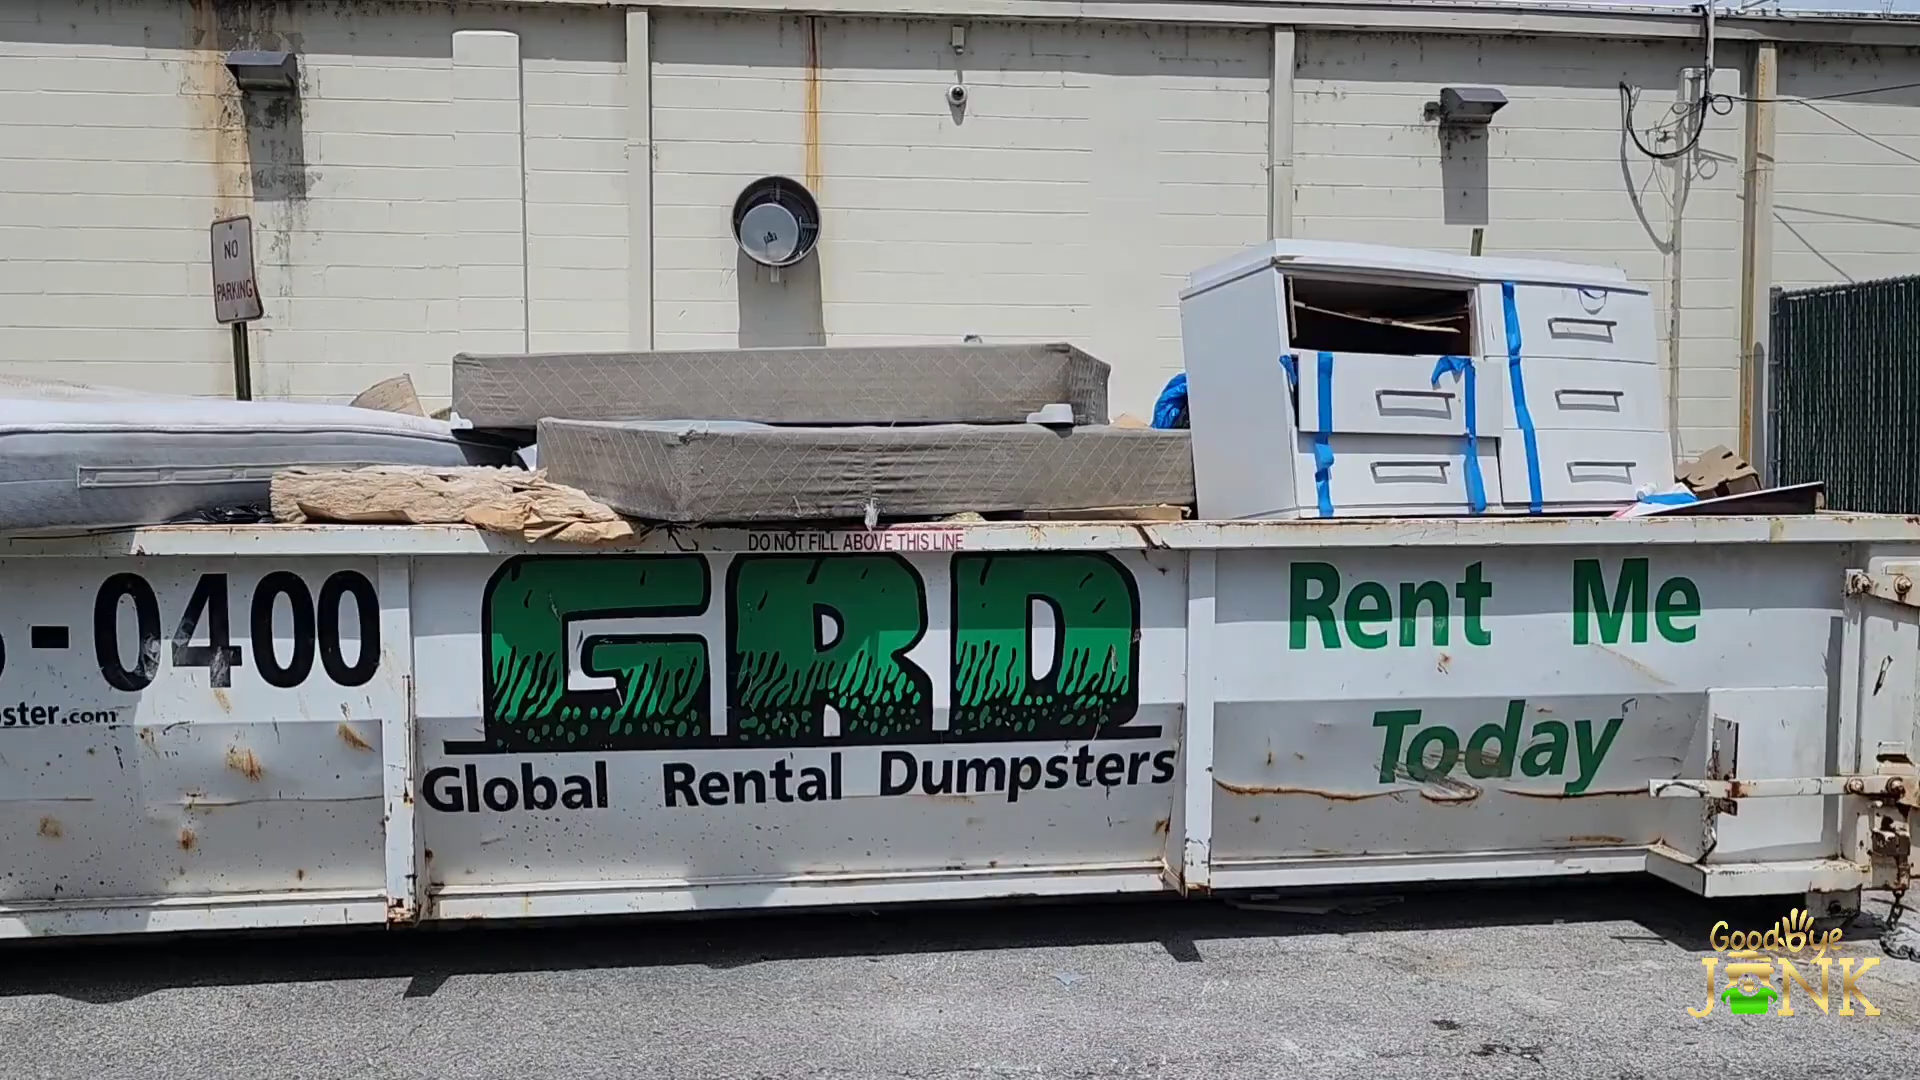 NO
PARKING
DO NOT FILL ABOVE THIS LINE
-0400
ster.com
GRD
Global Rental Dumpsters
Rent Me
Today
Goodbye
JUNK